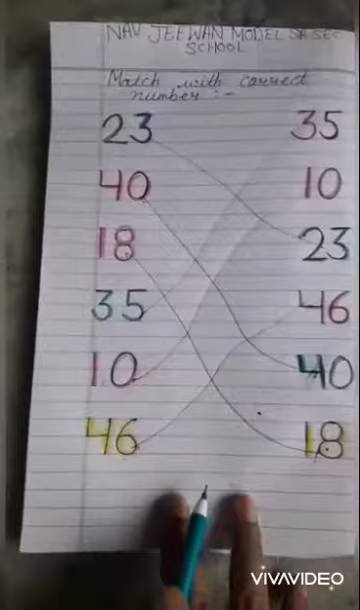 NAV JEEWAN MODEL SR SEC
SCHOOL
Match with correct
number :-
23 35
40 10
18 23
35 46
10 40
46 18
VIVAVIDEO